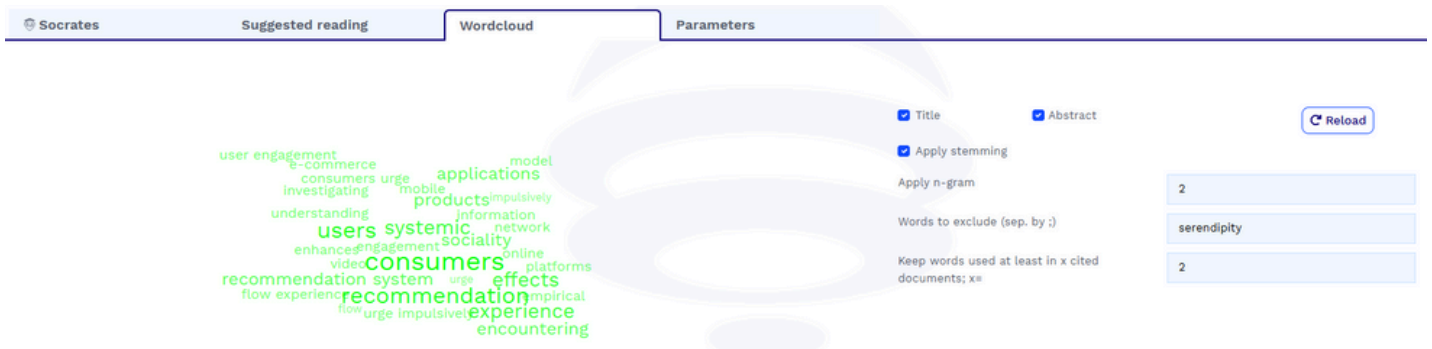 Socrates
Suggested reading
Wordcloud
Parameters
Title
Abstract
Reload
Apply stemming
Apply n-gram
2
Words to exclude (sep. by ;)
serendipity
Keep words used at least in x cited
documents; x=
2
user engagement
e-commerce
model
consumers urge
applications
investigating
mobile
products
impulsively
understanding
information
users
systemic
network
enhances
engagement
sociality
online
video
consumers
platforms
recommendation system
urge
effects
flow experience
recommendation
empirical
flow
urge impulsively
experience
encountering